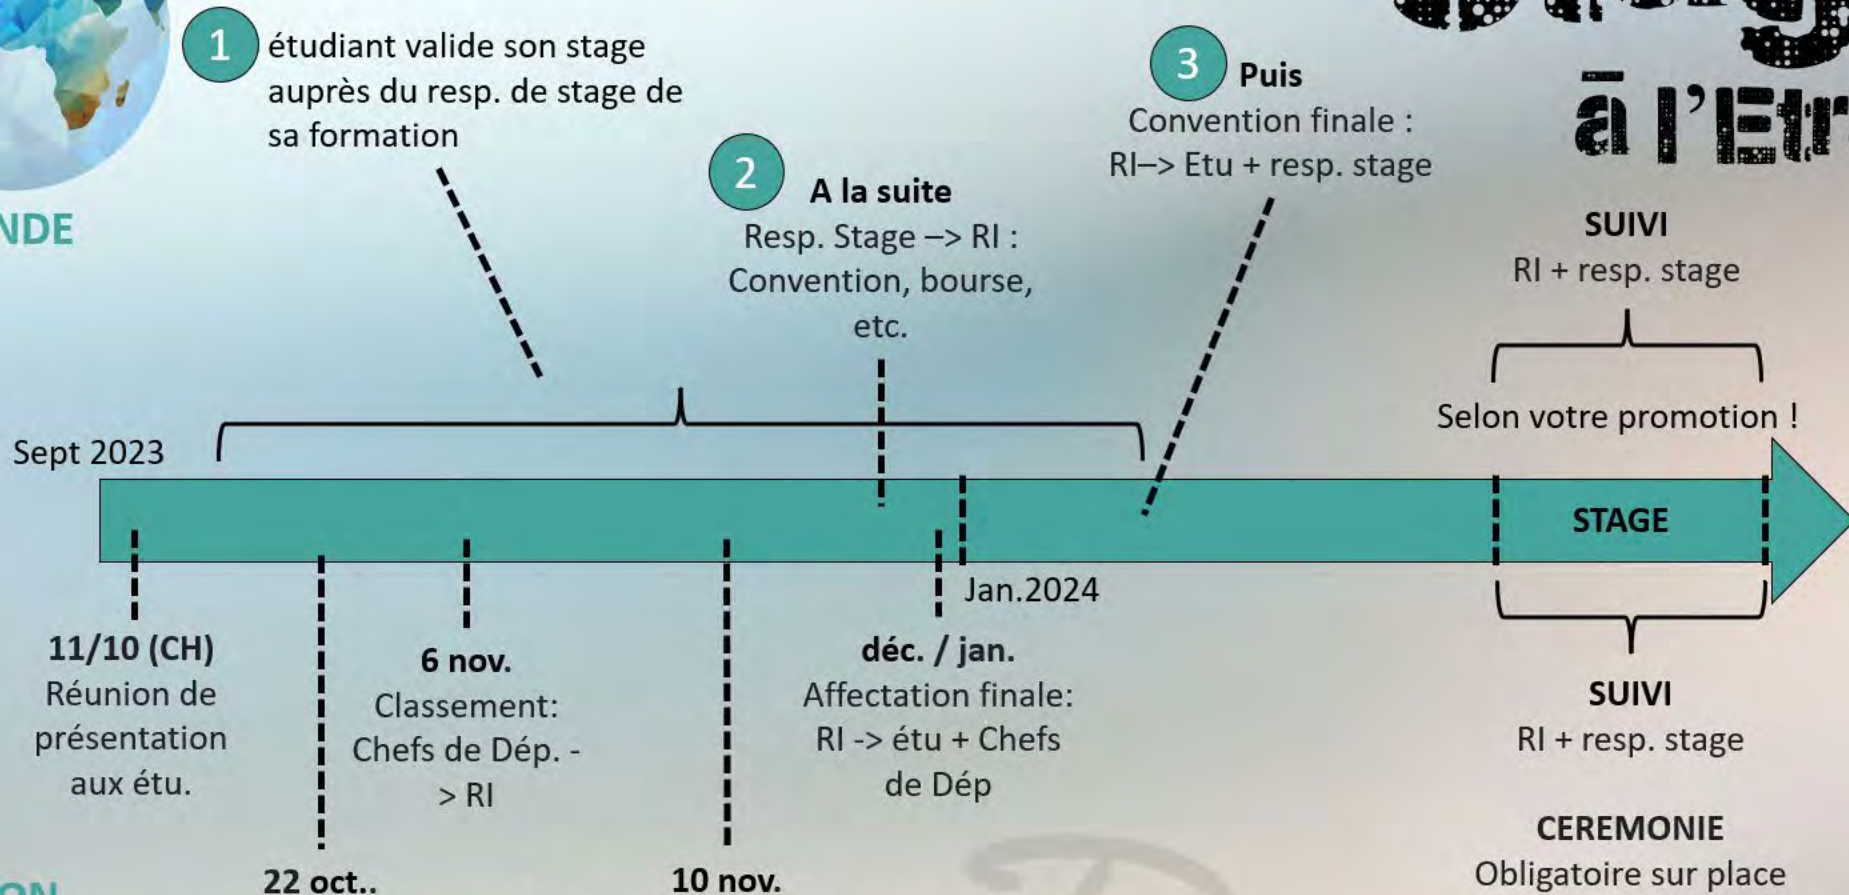 1
étudiant valide son stage
auprès du resp. de stage de
sa formation
2
A la suite
Resp. Stage –> RI :
Convention, bourse,
etc.
3
Puis
Convention finale :
RI–> Etu + resp. stage
à l’Etr
NDE
SUIVI
RI + resp. stage
Selon votre promotion !
Sept 2023
STAGE
Jan.2024
11/10 (CH)
Réunion de
présentation
aux étu.
6 nov.
Classement:
Chefs de Dép. -
> RI
déc. / jan.
Affectation finale:
RI -> étu + Chefs
de Dép
SUIVI
RI + resp. stage
CEREMONIE
Obligatoire sur place
22 oct..
10 nov.
ON